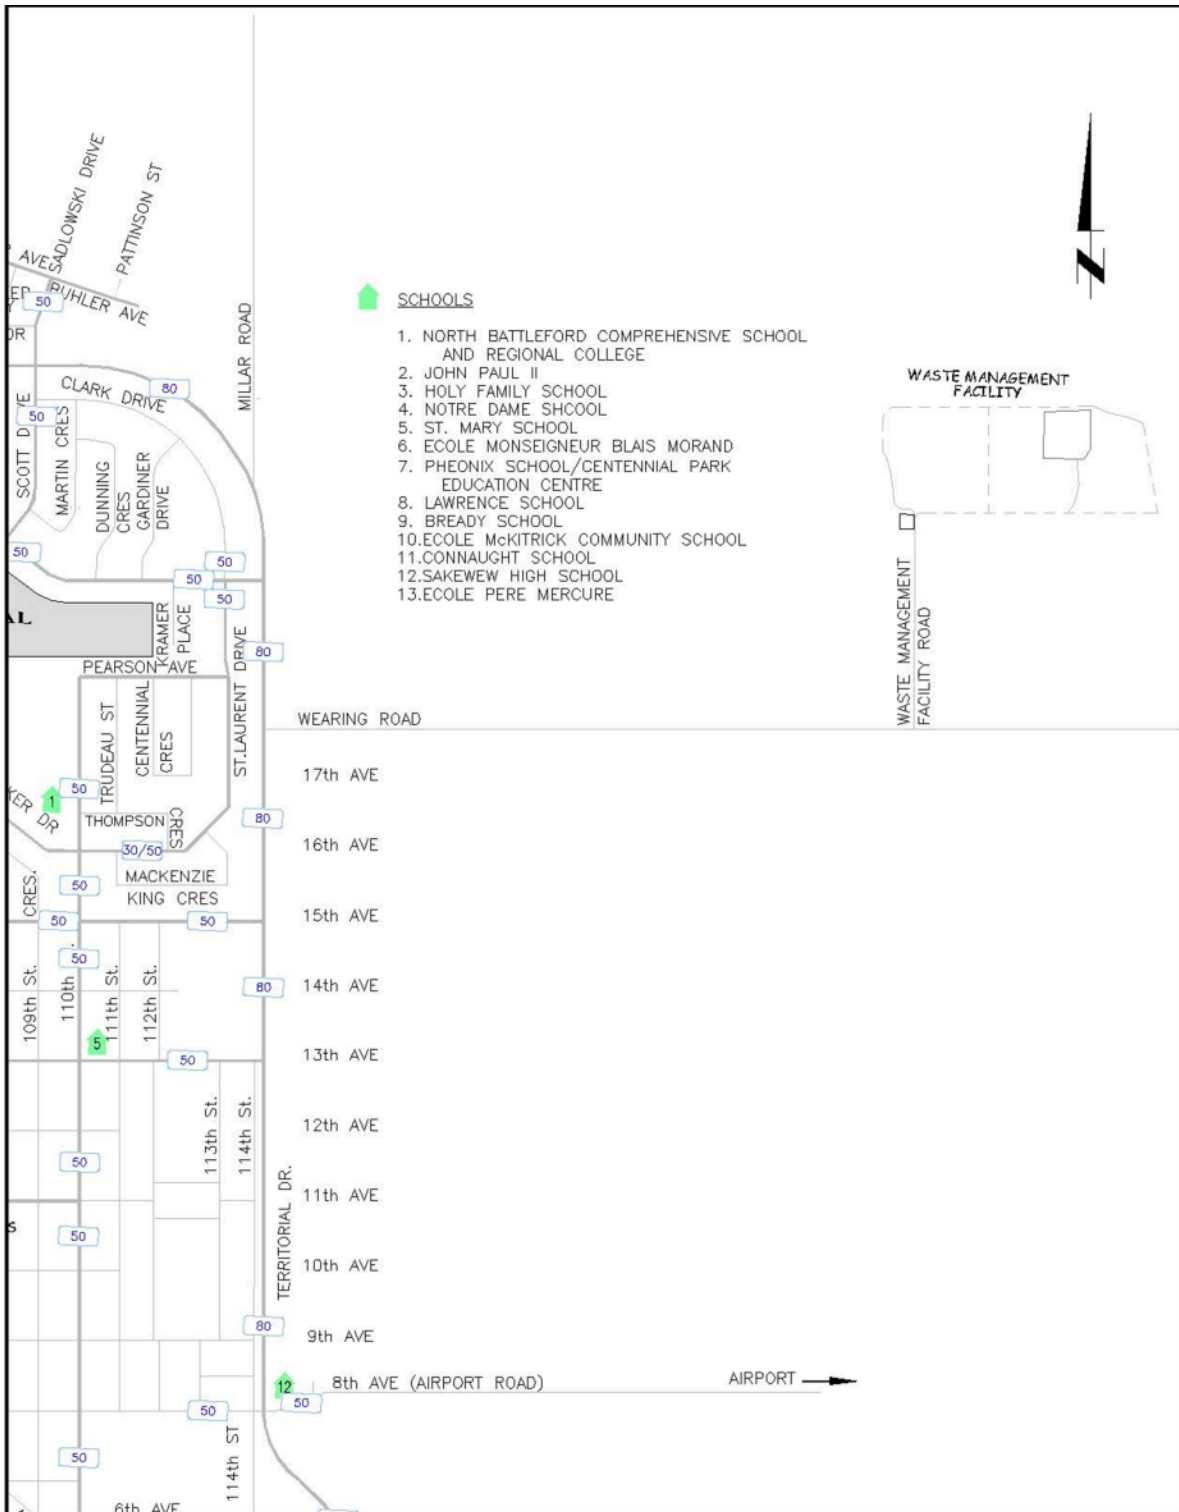 SADLOWSKI DRIVE
PATTINSON ST
AVE
BUHLER AVE
50
DR
MILLAR ROAD
SCHOOLS
1. NORTH BATTLEFORD COMPREHENSIVE SCHOOL
AND REGIONAL COLLEGE
2. JOHN PAUL II
3. HOLY FAMILY SCHOOL
4. NOTRE DAME SHCOOL
5. ST. MARY SCHOOL
6. ECOLE MONSEIGNEUR BLAIS MORAND
7. PHEONIX SCHOOL/CENTENNIAL PARK
EDUCATION CENTRE
8. LAWRENCE SCHOOL
9. BREADY SCHOOL
10.ECOLE McKITRICK COMMUNITY SCHOOL
11.CONNAUGHT SCHOOL
12.SAKEWEW HIGH SCHOOL
13.ECOLE PERE MERCURE
N
WASTE MANAGEMENT
FACILITY
WASTE MANAGEMENT
FACILITY ROAD
CLARK DRIVE
80
50
SCOTT DRIVE
MARTIN CRES
DUNNING
CRES
GARDINER
DRIVE
50
50
50
50
AL
KRAMER
PLACE
ST.LAURENT DRIVE
80
PEARSON AVE
WEARING ROAD
TRUDEAU ST
CENTENNIAL
CRES
17th AVE
50
1
KER DR
THOMPSON
CRES
80
30/50
16th AVE
MACKENZIE
KING CRES
50
CRES.
50
50
15th AVE
50
109th St.
110th
111th St.
112th St.
80
14th AVE
5
50
13th AVE
113th St.
114th St.
12th AVE
50
TERRITORIAL DR.
11th AVE
S
50
10th AVE
80
9th AVE
12
8th AVE (AIRPORT ROAD)
AIRPORT
50
50
114th ST
50
6th AVE